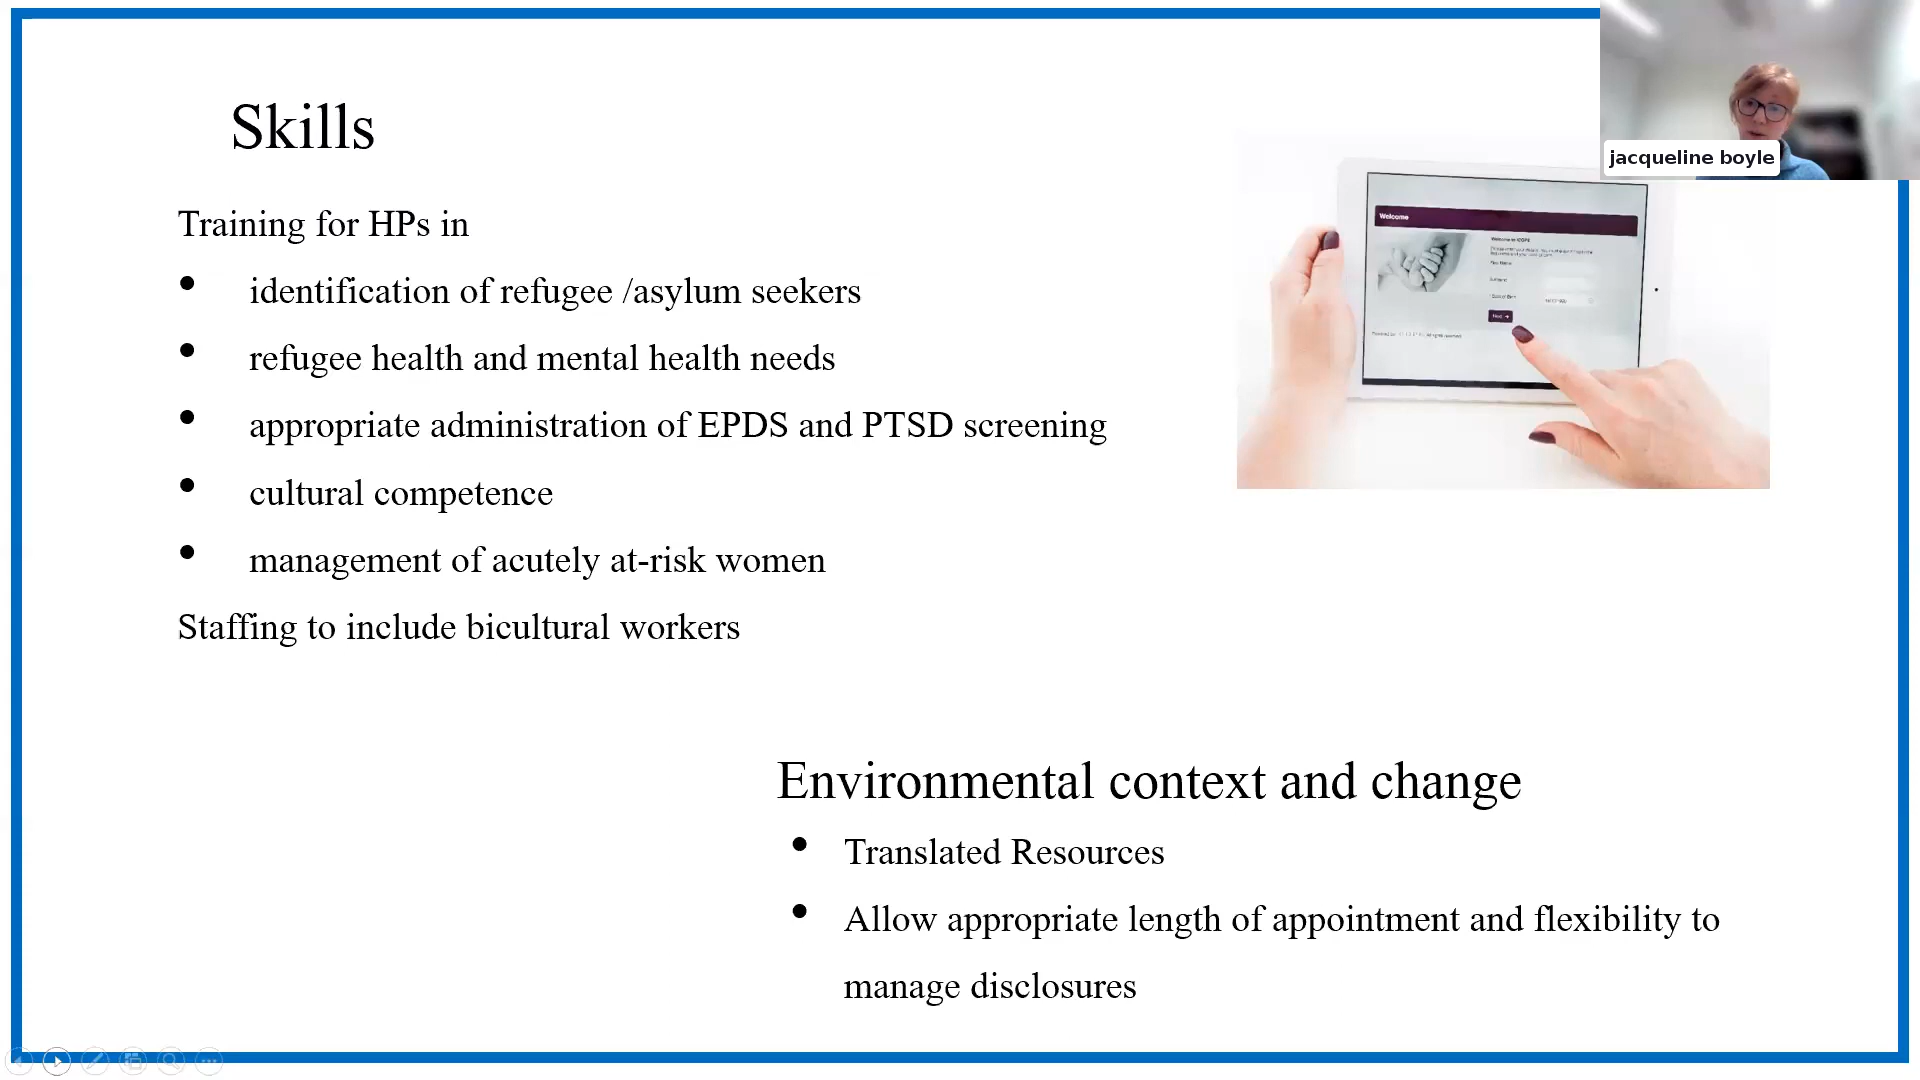 Skills
Training for HPs in
• identification of refugee /asylum seekers
• refugee health and mental health needs
• appropriate administration of EPDS and PTSD screening
• cultural competence
• management of acutely at-risk women
Staffing to include bicultural workers
jacqueline boyle
Welcome
Environmental context and change
• Translated Resources
• Allow appropriate length of appointment and flexibility to
manage disclosures